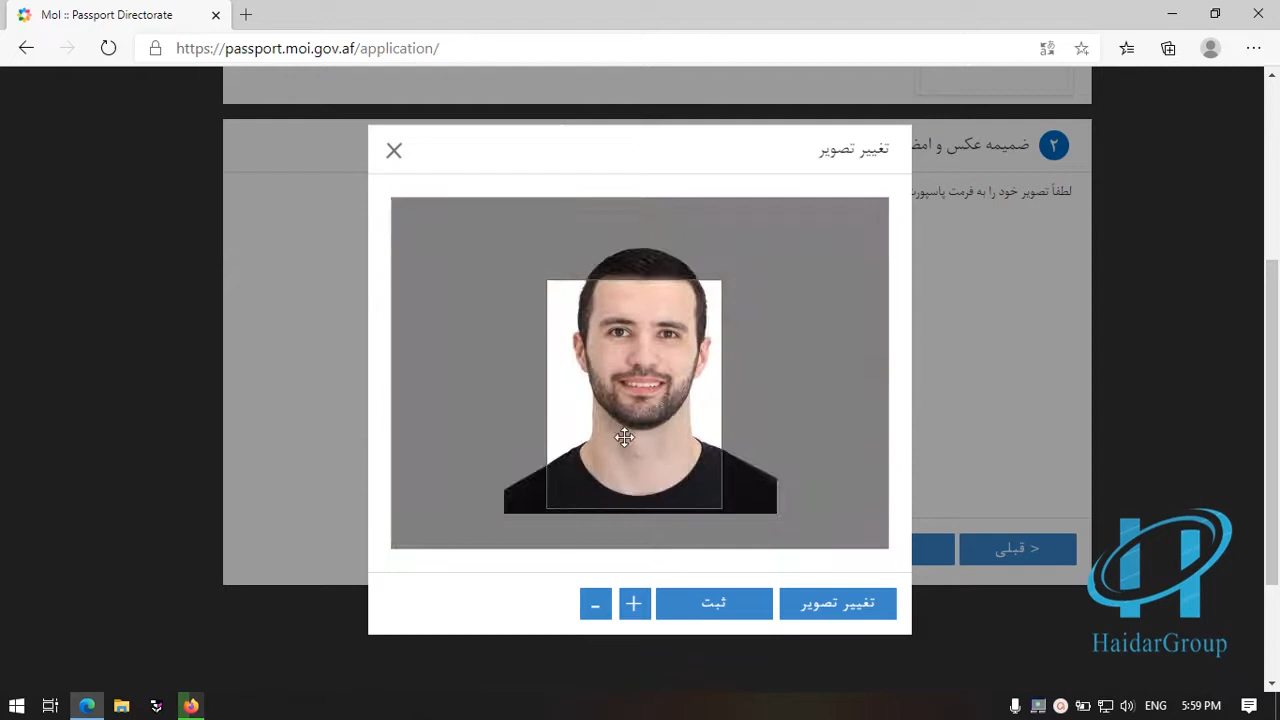 MoI :: Passport Directorate
https://passport.moi.gov.af/application/
تغییر تصویر
ضمیمه عکس و امض
۲
لطفاً تصویر خود را به فرمت پاسپورت
< قبلی
- + ثبت تغییر تصویر
H
HaidarGroup
ENG 5:59 PM